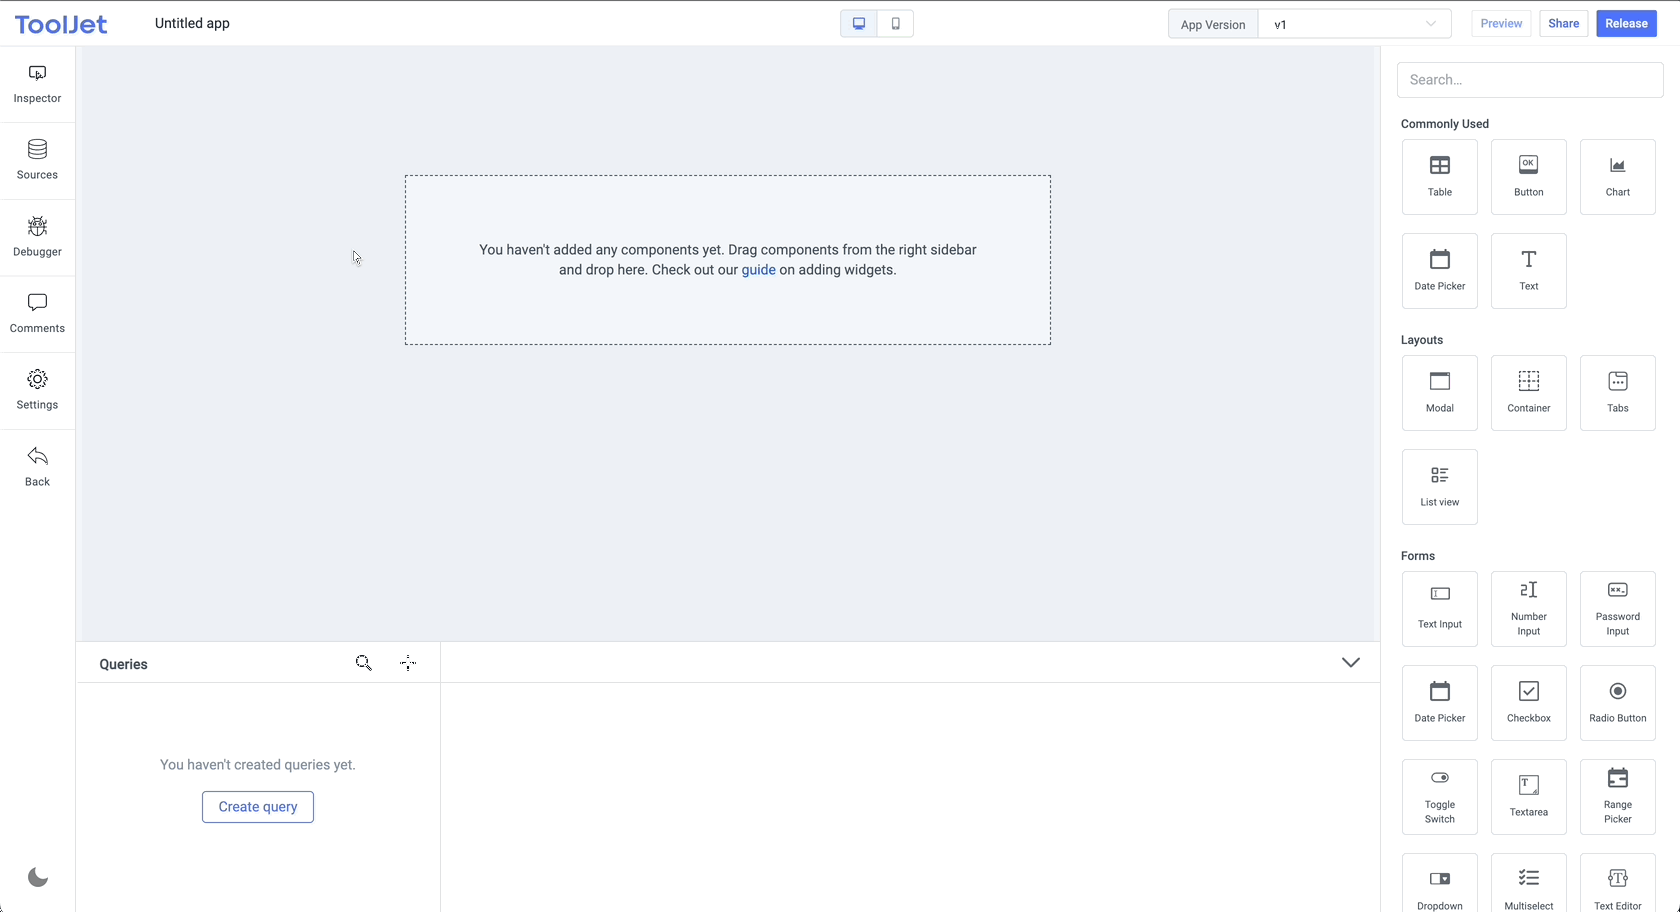 ToolJet
Untitled app
App Version
v1
Preview
Share
Release
Inspector
Sources
Debugger
Comments
Settings
Back
You haven't added any components yet. Drag components from the right sidebar
and drop here. Check out our guide on adding widgets.
Queries
You haven't created queries yet.
Create query
Search...
Commonly Used
Table
Button
OK
Chart
Date Picker
Text
Layouts
Modal
Container
Tabs
List view
Forms
Text Input
Number
Input
Password
Input
Date Picker
Checkbox
Radio Button
Toggle
Switch
Textarea
Range
Picker
Dropdown
Multiselect
Text Editor